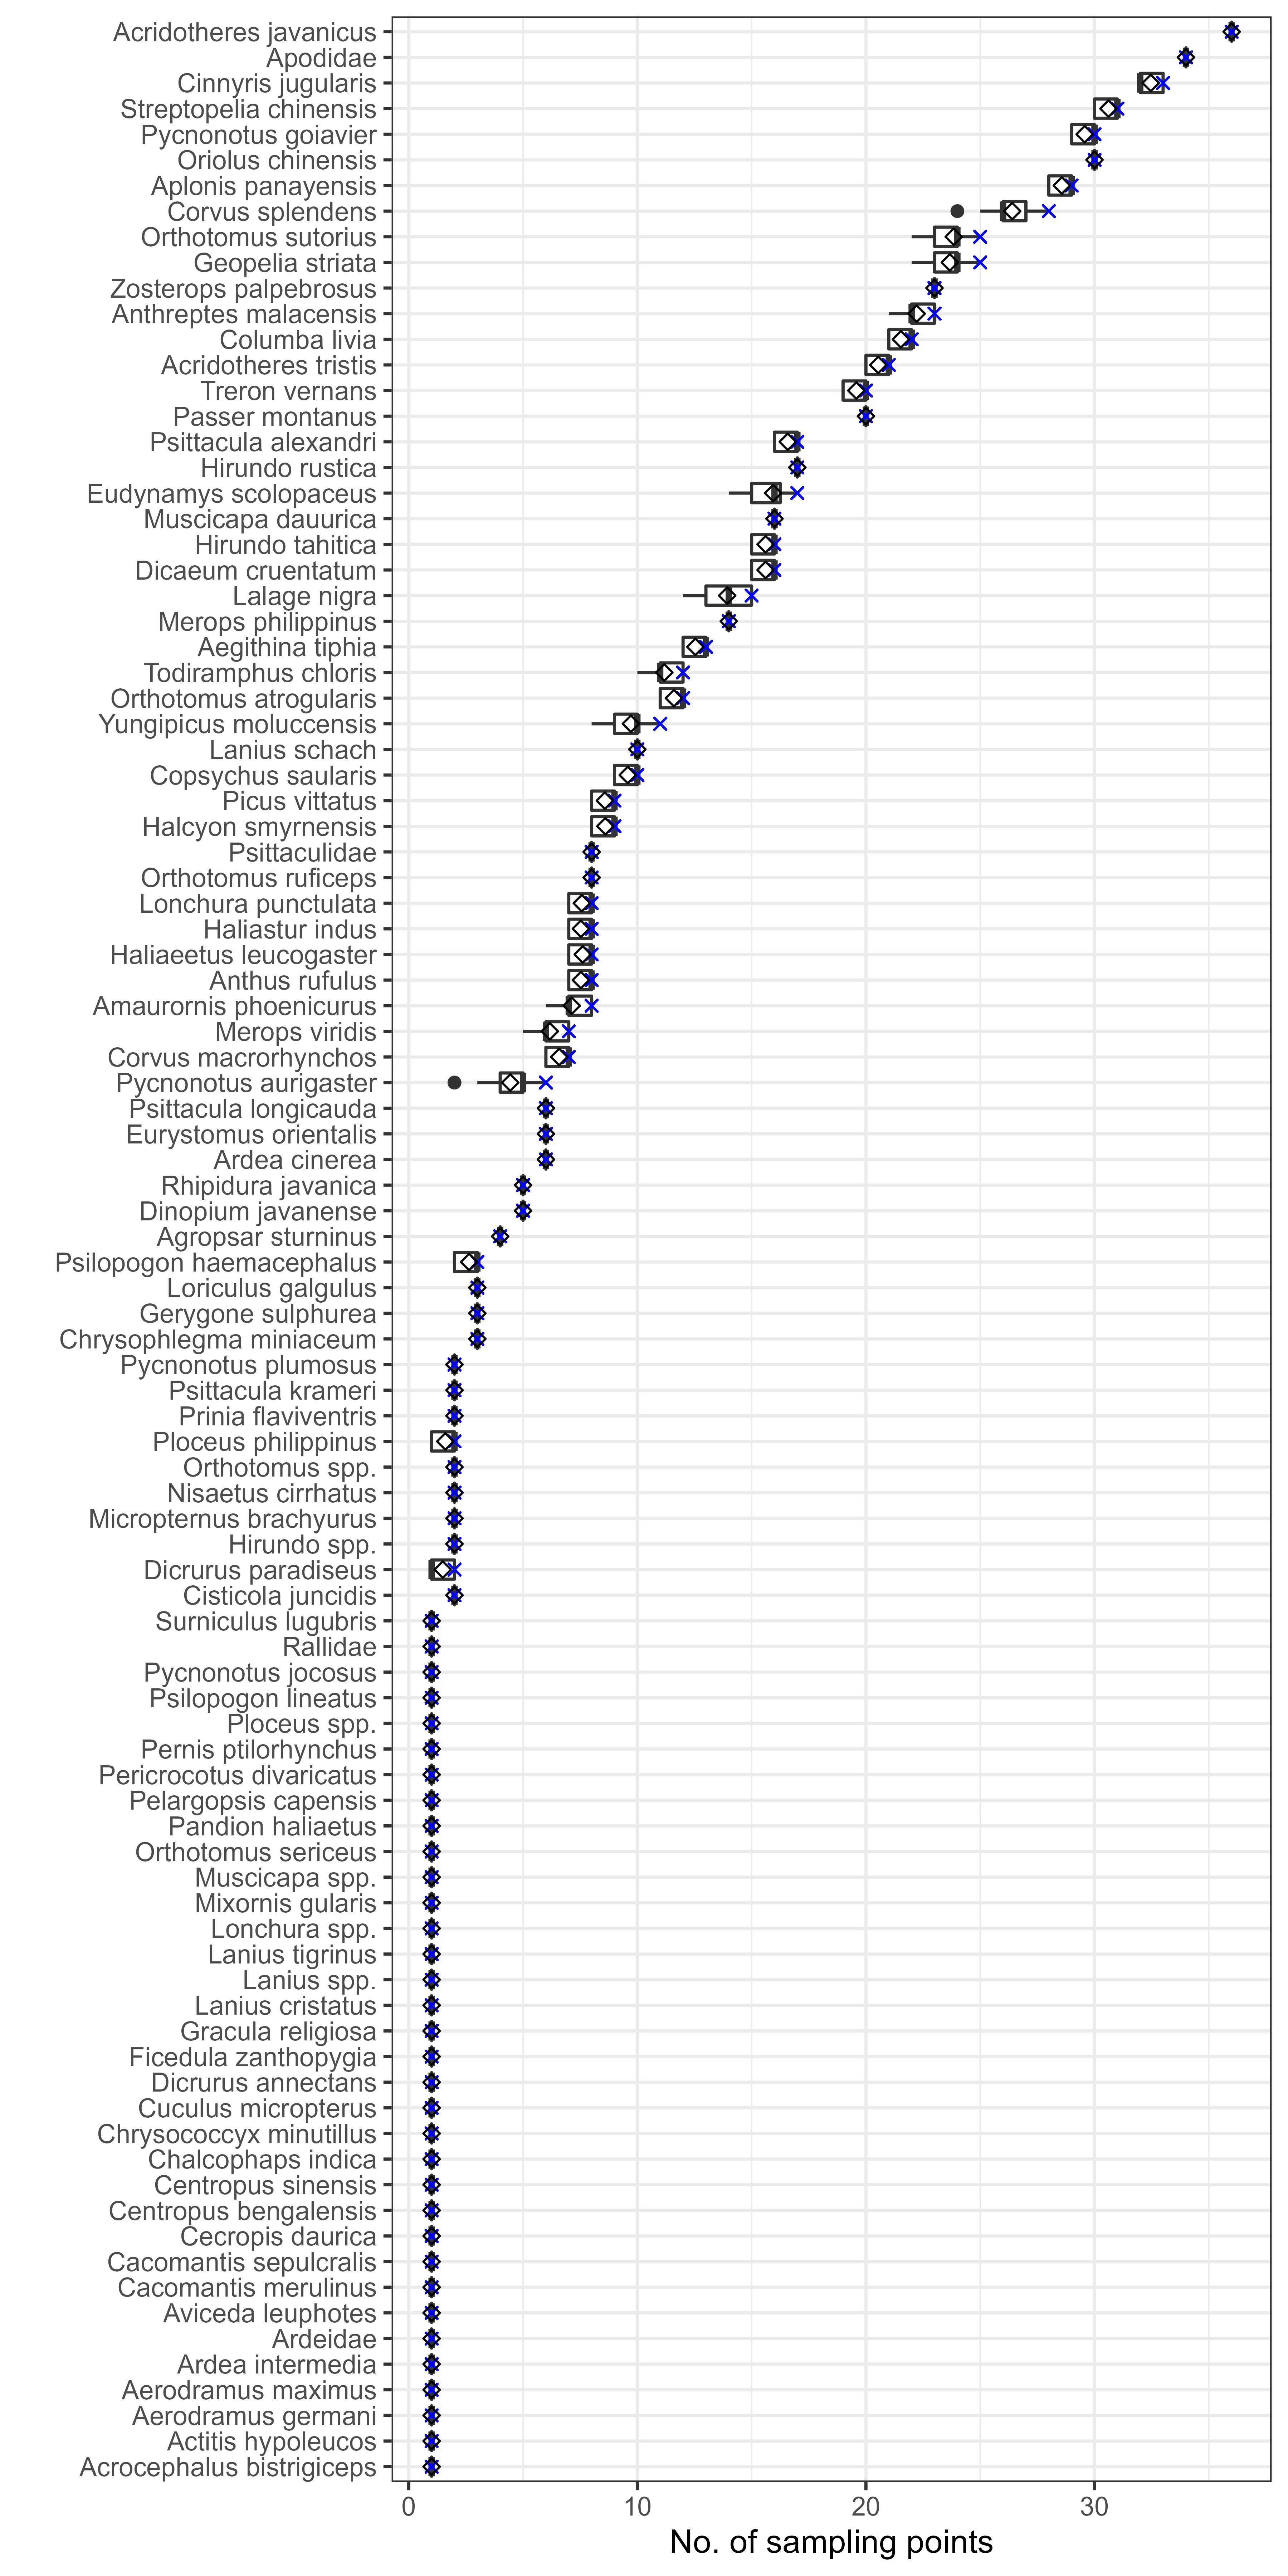 Acridotheres javanicus
Apodidae
Cinnyris jugularis
Streptopelia chinensis
Pycnonotus goiavier
Oriolus chinensis
Aplonis panayensis
Corvus splendens
Orthotomus sutorius
Geopelia striata
Zosterops palpebrosus
Anthreptes malacensis
Columba livia
Acridotheres tristis
Treron vernans
Passer montanus
Psittacula alexandri
Hirundo rustica
Eudynamys scolopaceus
Muscicapa dauurica
Hirundo tahitica
Dicaeum cruentatum
Lalage nigra
Merops philippinus
Aegithina tiphia
Todiramphus chloris
Orthotomus atrogularis
Yungipicus moluccensis
Lanius schach
Copsychus saularis
Picus vittatus
Halcyon smyrnensis
Psittaculidae
Orthotomus ruficeps
Lonchura punctulata
Haliastur indus
Haliaeetus leucogaster
Anthus rufulus
Amaurornis phoenicurus
Merops viridis
Corvus macrorhynchos
Pycnonotus aurigaster
Psittacula longicauda
Eurystomus orientalis
Ardea cinerea
Rhipidura javanica
Dinopium javanense
Agropsar sturninus
Psilopogon haemacephalus
Loriculus galgulus
Gerygone sulphurea
Chrysophlegma miniaceum
Pycnonotus plumosus
Psittacula krameri
Prinia flaviventris
Ploceus philippinus
Orthotomus spp.
Nisaetus cirrhatus
Micropternus brachyurus
Hirundo spp.
Dicrurus paradiseus
Cisticola juncidis
Surniculus lugubris
Rallidae
Pycnonotus jocosus
Psilopogon lineatus
Ploceus spp.
Pernis ptilorhynchus
Pericrocotus divaricatus
Pelargopsis capensis
Pandion haliaetus
Orthotomus sericeus
Muscicapa spp.
Mixornis gularis
Lonchura spp.
Lanius tigrinus
Lanius spp.
Lanius cristatus
Gracula religiosa
Ficedula zanthopygia
Dicrurus annectans
Cuculus micropterus
Chrysococcyx minutillus
Chalcophaps indica
Centropus sinensis
Centropus bengalensis
Cecropis daurica
Cacomantis sepulcralis
Cacomantis merulinus
Aviceda leuphotes
Ardeidae
Ardea intermedia
Aerodramus maximus
Aerodramus germani
Actitis hypoleucos
Acrocephalus bistrigiceps
0 10 20 30
No. of sampling points